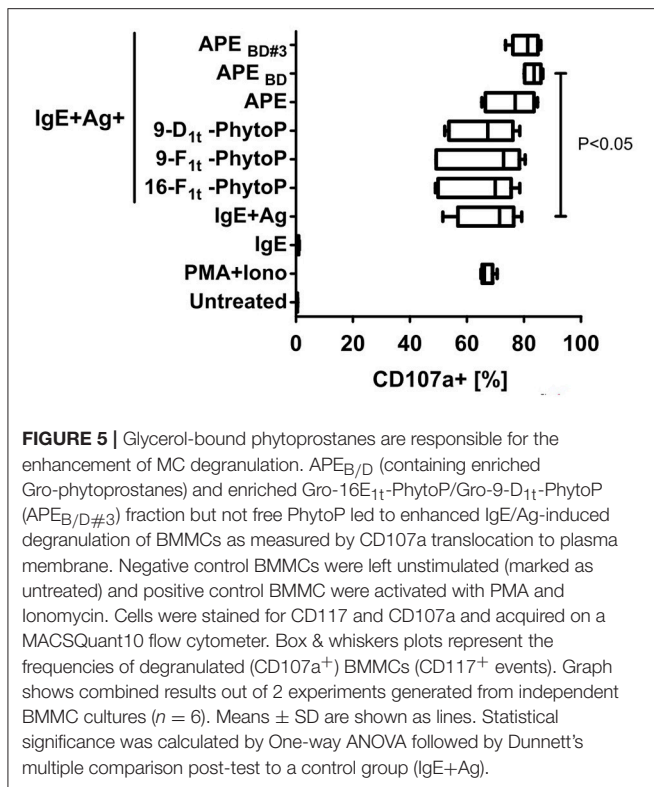 APE BD#3
APE BD
APE
IgE+Ag+
9-D1t -PhytoP
P<0.05
9-F1t -PhytoP
16-F1t -PhytoP
IgE+Ag
IgE
PMA+Iono
Untreated
0 20 40 60 80 100
CD107a+ [%]
FIGURE 5 | Glycerol-bound phytoprostanes are responsible for the
enhancement of MC degranulation. APEB/D (containing enriched
Gro-phytoprostanes) and enriched Gro-16E1t-PhytoP/Gro-9-D1t-PhytoP
(APEB/D#3) fraction but not free PhytoP led to enhanced IgE/Ag-induced
degranulation of BMMCs as measured by CD107a translocation to plasma
membrane. Negative control BMMCs were left unstimulated (marked as
untreated) and positive control BMMC were activated with PMA and
Ionomycin. Cells were stained for CD117 and CD107a and acquired on a
MACSQuant10 flow cytometer. Box & whiskers plots represent the
frequencies of degranulated (CD107a+) BMMCs (CD117+ events). Graph
shows combined results out of 2 experiments generated from independent
BMMC cultures (n = 6). Means ± SD are shown as lines. Statistical
significance was calculated by One-way ANOVA followed by Dunnett's
multiple comparison post-test to a control group (IgE+Ag).